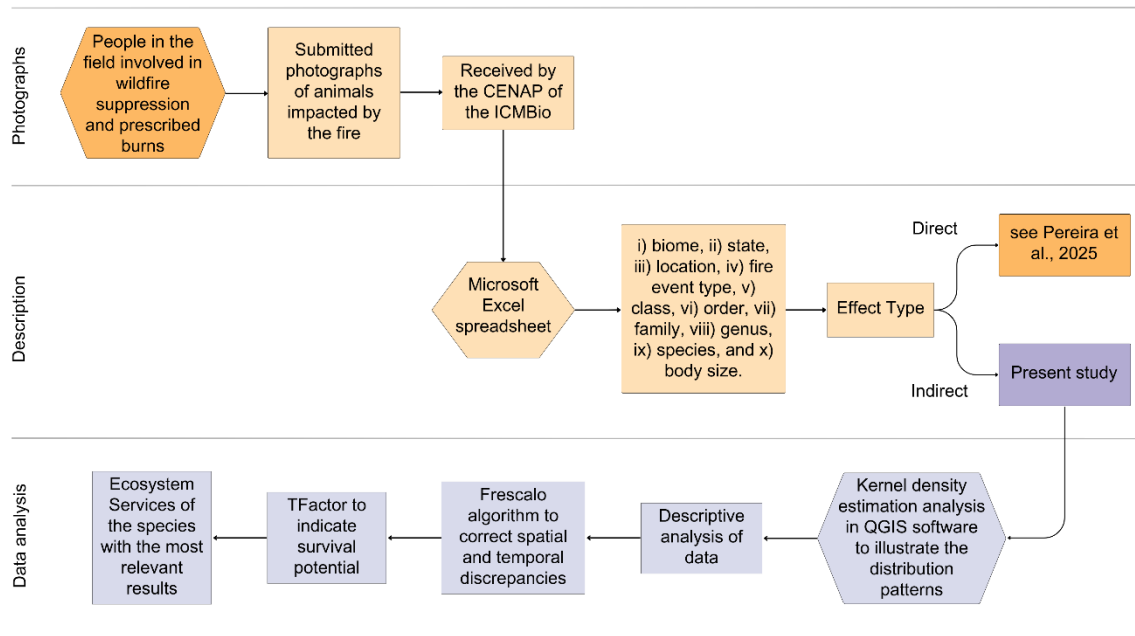 Photographs
People in the
field involved in
wildfire
suppression
and prescribed
burns
Submitted
photographs
of animals
impacted by
the fire
Received by
the CENAP of
the ICMBio
Description
Microsoft
Excel
spreadsheet
i) biome, ii) state,
iii) location, iv) fire
event type, v)
class, vi) order, vii)
family, viii) genus,
ix) species, and x)
body size.
Effect Type
Direct
see Pereira et
al., 2025
Indirect
Present study
Data analysis
Ecosystem
Services of
the species
with the most
relevant
results
TFactor to
indicate
survival
potential
Frescalo
algorithm to
correct spatial
and temporal
discrepancies
Descriptive
analysis of
data
Kernel density
estimation analysis
in QGIS software
to illustrate the
distribution
patterns